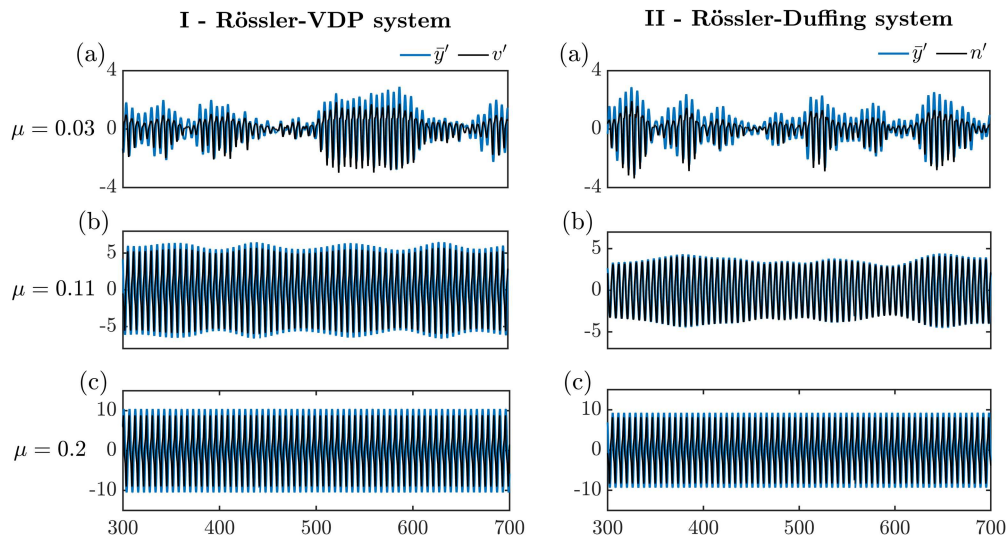 I - Rössler-VDP system
(a)
ȳ′ v′
μ = 0.03
4
0
-4
(b)
μ = 0.11
5
0
-5
(c)
μ = 0.2
10
0
-10
300 400 500 600 700
II - Rössler-Duffing system
(a)
ȳ′ n′
4
0
-4
(b)
5
0
-5
(c)
10
0
-10
300 400 500 600 700